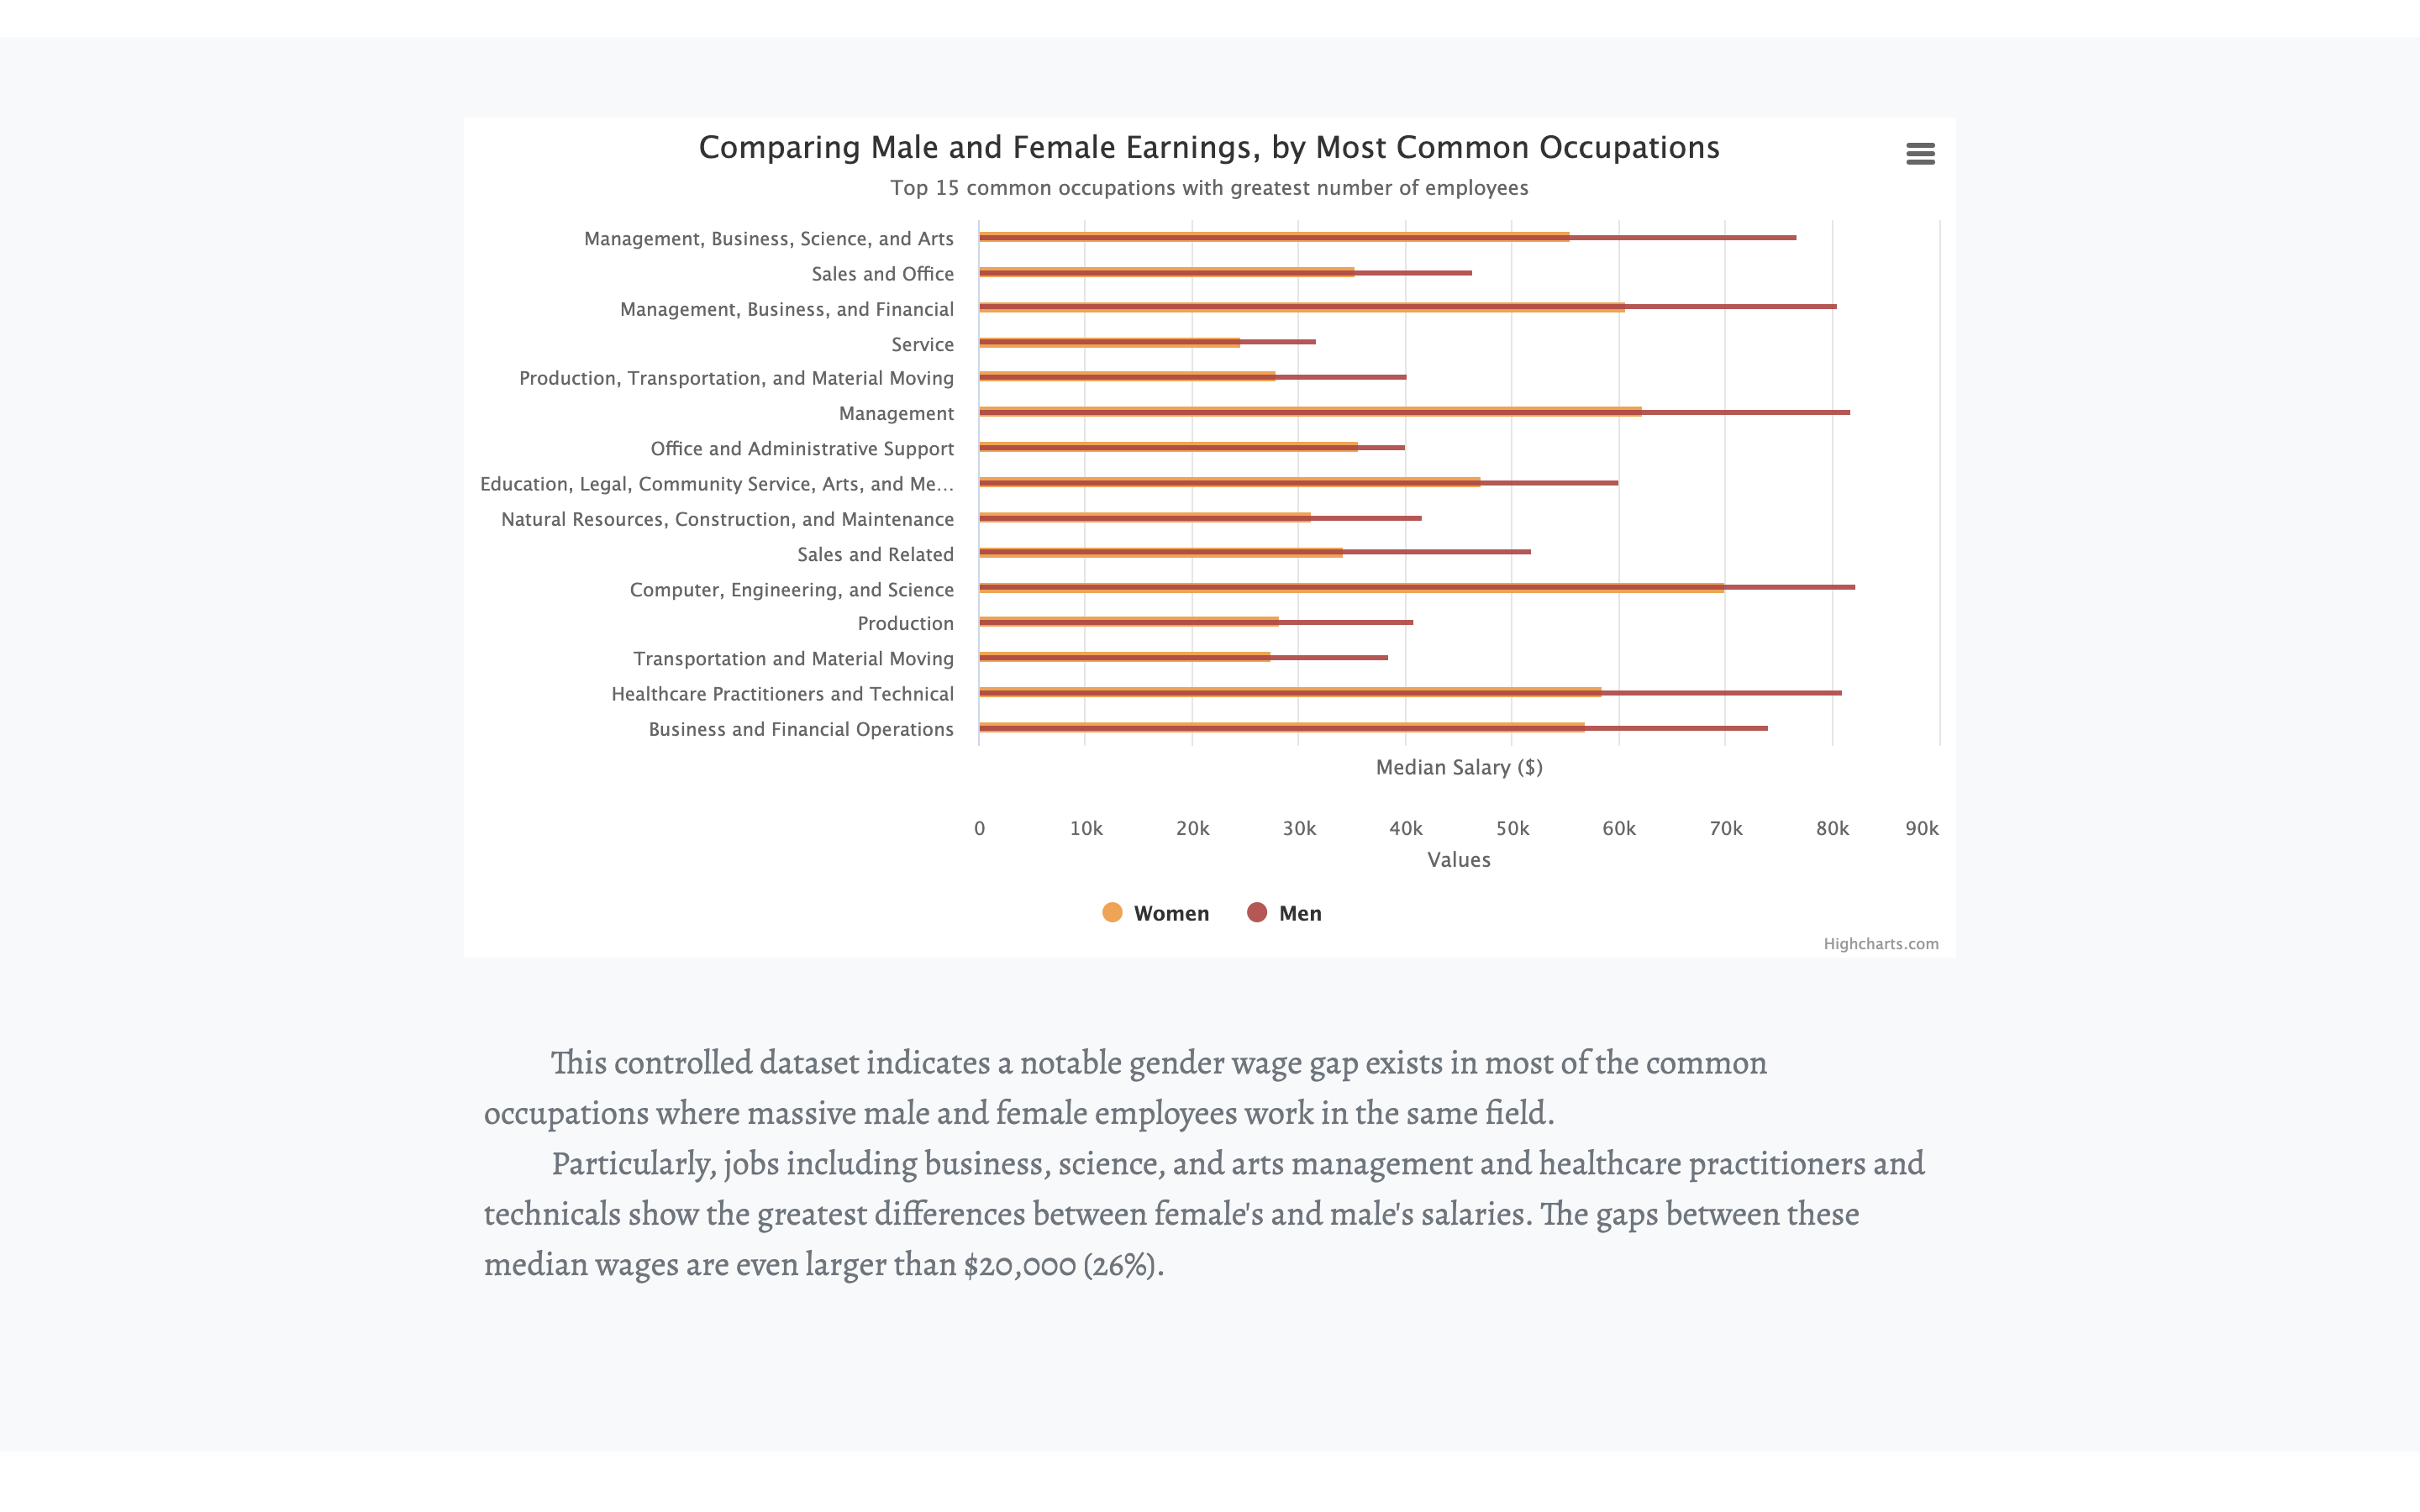 Comparing Male and Female Earnings, by Most Common Occupations
Top 15 common occupations with greatest number of employees
Management, Business, Science, and Arts
Sales and Office
Management, Business, and Financial
Service
Production, Transportation, and Material Moving
Management
Office and Administrative Support
Education, Legal, Community Service, Arts, and Me...
Natural Resources, Construction, and Maintenance
Sales and Related
Computer, Engineering, and Science
Production
Transportation and Material Moving
Healthcare Practitioners and Technical
Business and Financial Operations
Median Salary ($)
0 10k 20k 30k 40k 50k 60k 70k 80k 90k
Values
Women Men
Highcharts.com
This controlled dataset indicates a notable gender wage gap exists in most of the common
occupations where massive male and female employees work in the same field.
Particularly, jobs including business, science, and arts management and healthcare practitioners and
technicals show the greatest differences between female's and male's salaries. The gaps between these
median wages are even larger than $20,000 (26%).